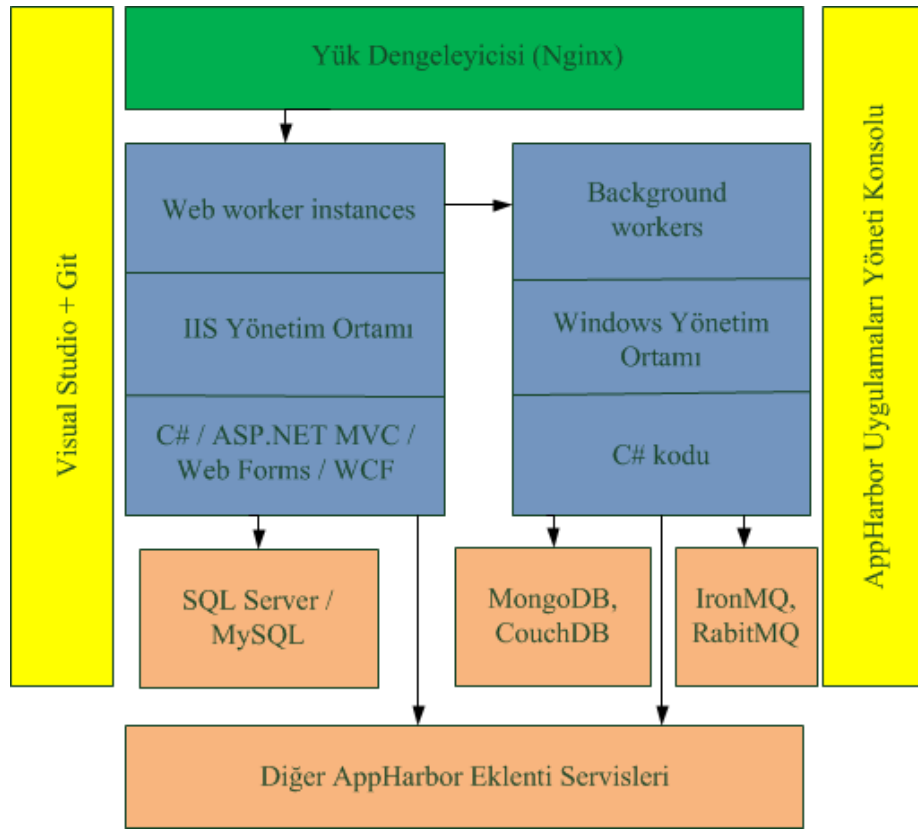 Yük Dengeleyicisi (Nginx)
Visual Studio + Git
Web worker instances
IIS Yönetim Ortamı
C# / ASP.NET MVC /
Web Forms / WCF
Background
workers
Windows Yönetim
Ortamı
C# kodu
AppHarbor Uygulamaları Yöneti Konsolu
SQL Server /
MySQL
MongoDB,
CouchDB
IronMQ,
RabitMQ
Diğer AppHarbor Eklenti Servisleri